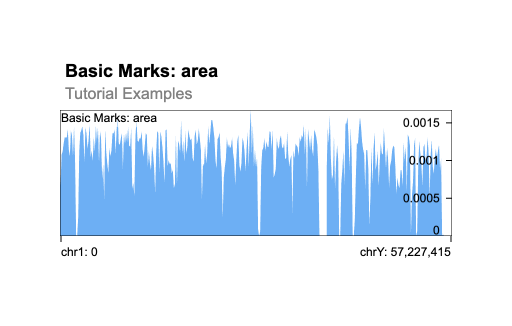 Basic Marks: area
Tutorial Examples
Basic Marks: area
0.0015
0.001
0.0005
0
chr1: 0
chrY: 57,227,415